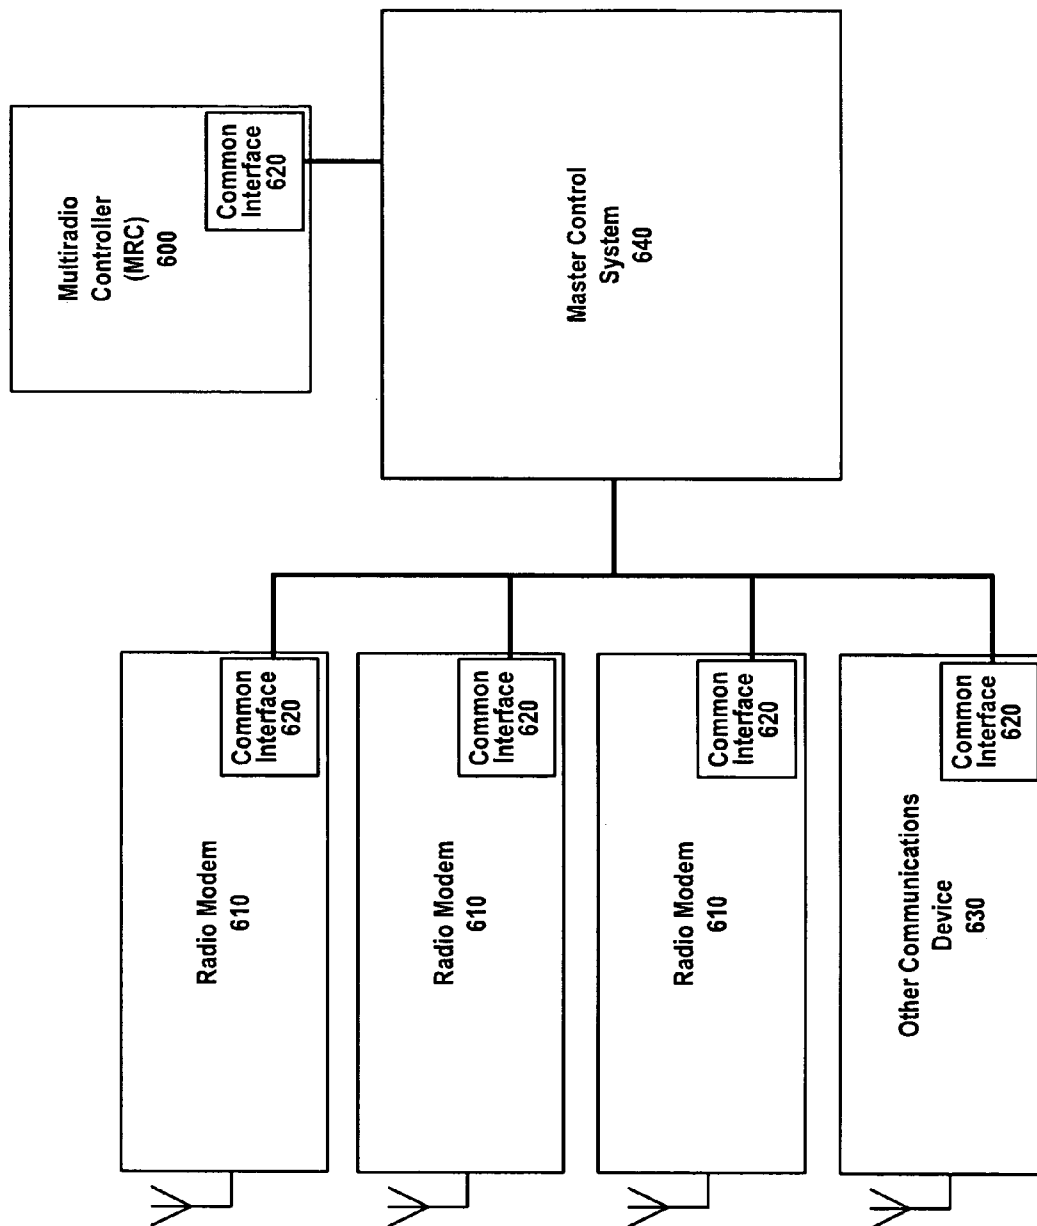 Multiradio
Controller
(MRC)
600
Common
Interface
620
Master Control
System
640
Radio Modem
610
Common
Interface
620
Radio Modem
610
Common
Interface
620
Radio Modem
610
Common
Interface
620
Other Communications
Device
630
Common
Interface
620